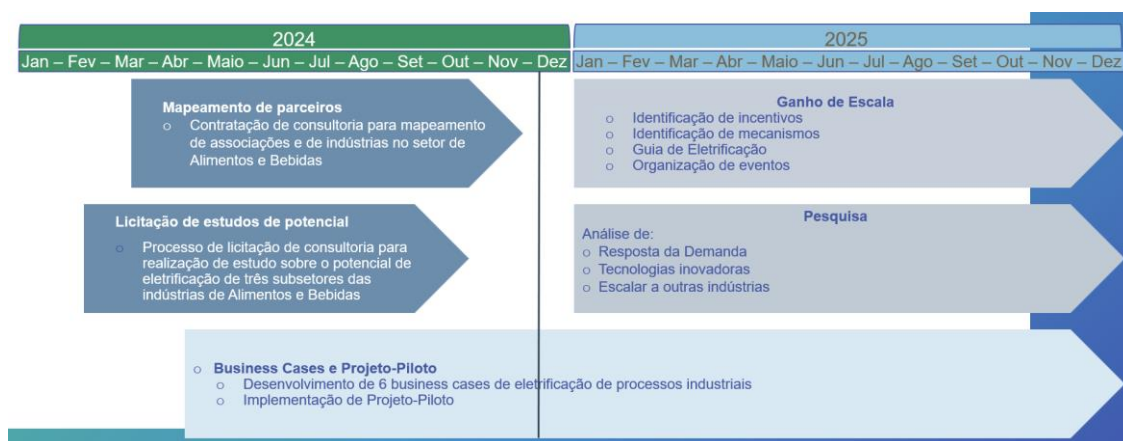 2024
2025
Jan – Fev – Mar – Abr – Maio – Jun – Jul – Ago – Set – Out – Nov – Dez
Jan – Fev – Mar – Abr – Maio – Jun – Jul – Ago – Set – Out – Nov – Dez
Mapeamento de parceiros
o Contratação de consultoria para mapeamento
de associações e de indústrias no setor de
Alimentos e Bebidas
Ganho de Escala
o Identificação de incentivos
o Identificação de mecanismos
o Guia de Eletrificação
o Organização de eventos
Licitação de estudos de potencial
o Processo de licitação de consultoria para
realização de estudo sobre o potencial de
eletrificação de três subsetores das
indústrias de Alimentos e Bebidas
Pesquisa
Análise de:
o Resposta da Demanda
o Tecnologias inovadoras
o Escalar a outras indústrias
o Business Cases e Projeto-Piloto
o Desenvolvimento de 6 business cases de eletrificação de processos industriais
o Implementação de Projeto-Piloto